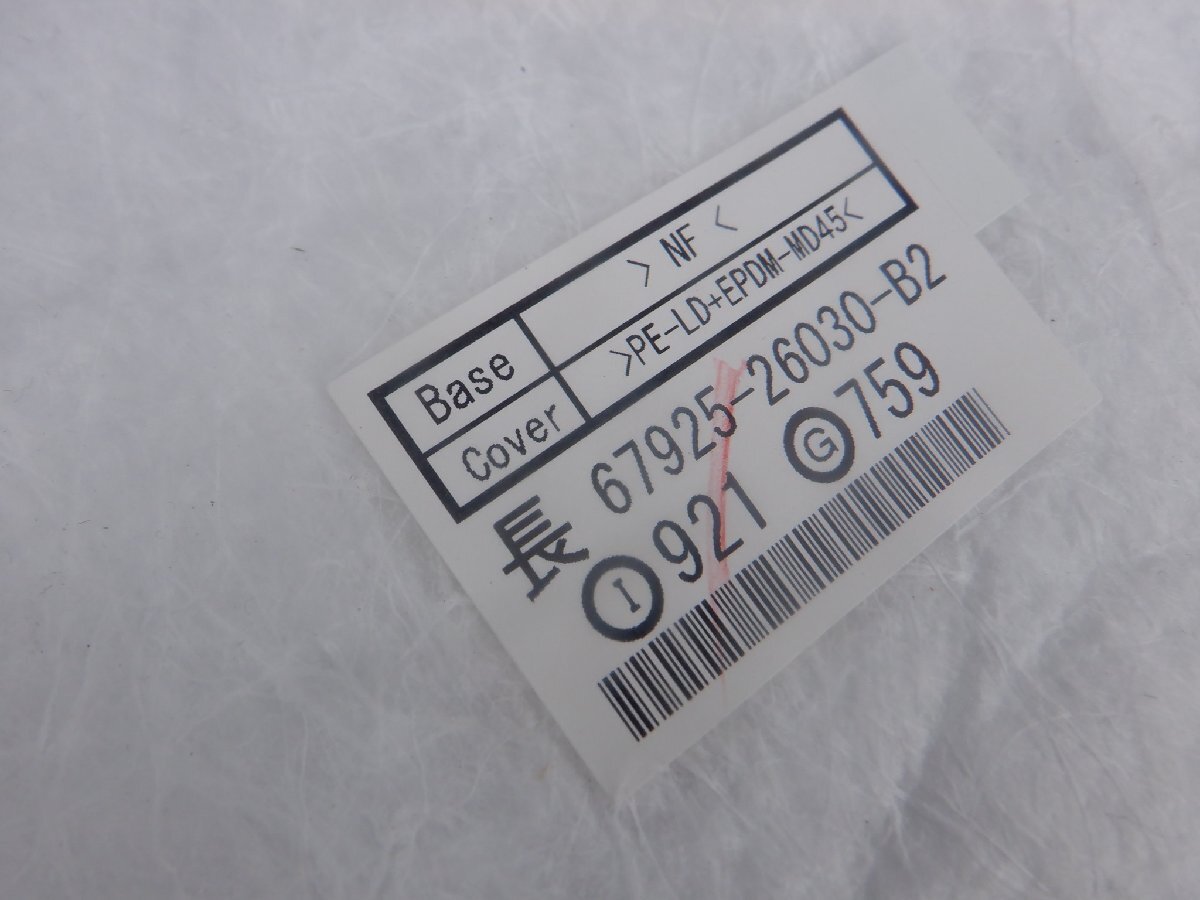 Base >NF<
Cover >PE-LD+EPDM-MD45<
長 67925-26030-B2
Ⓘ921 Ⓖ759